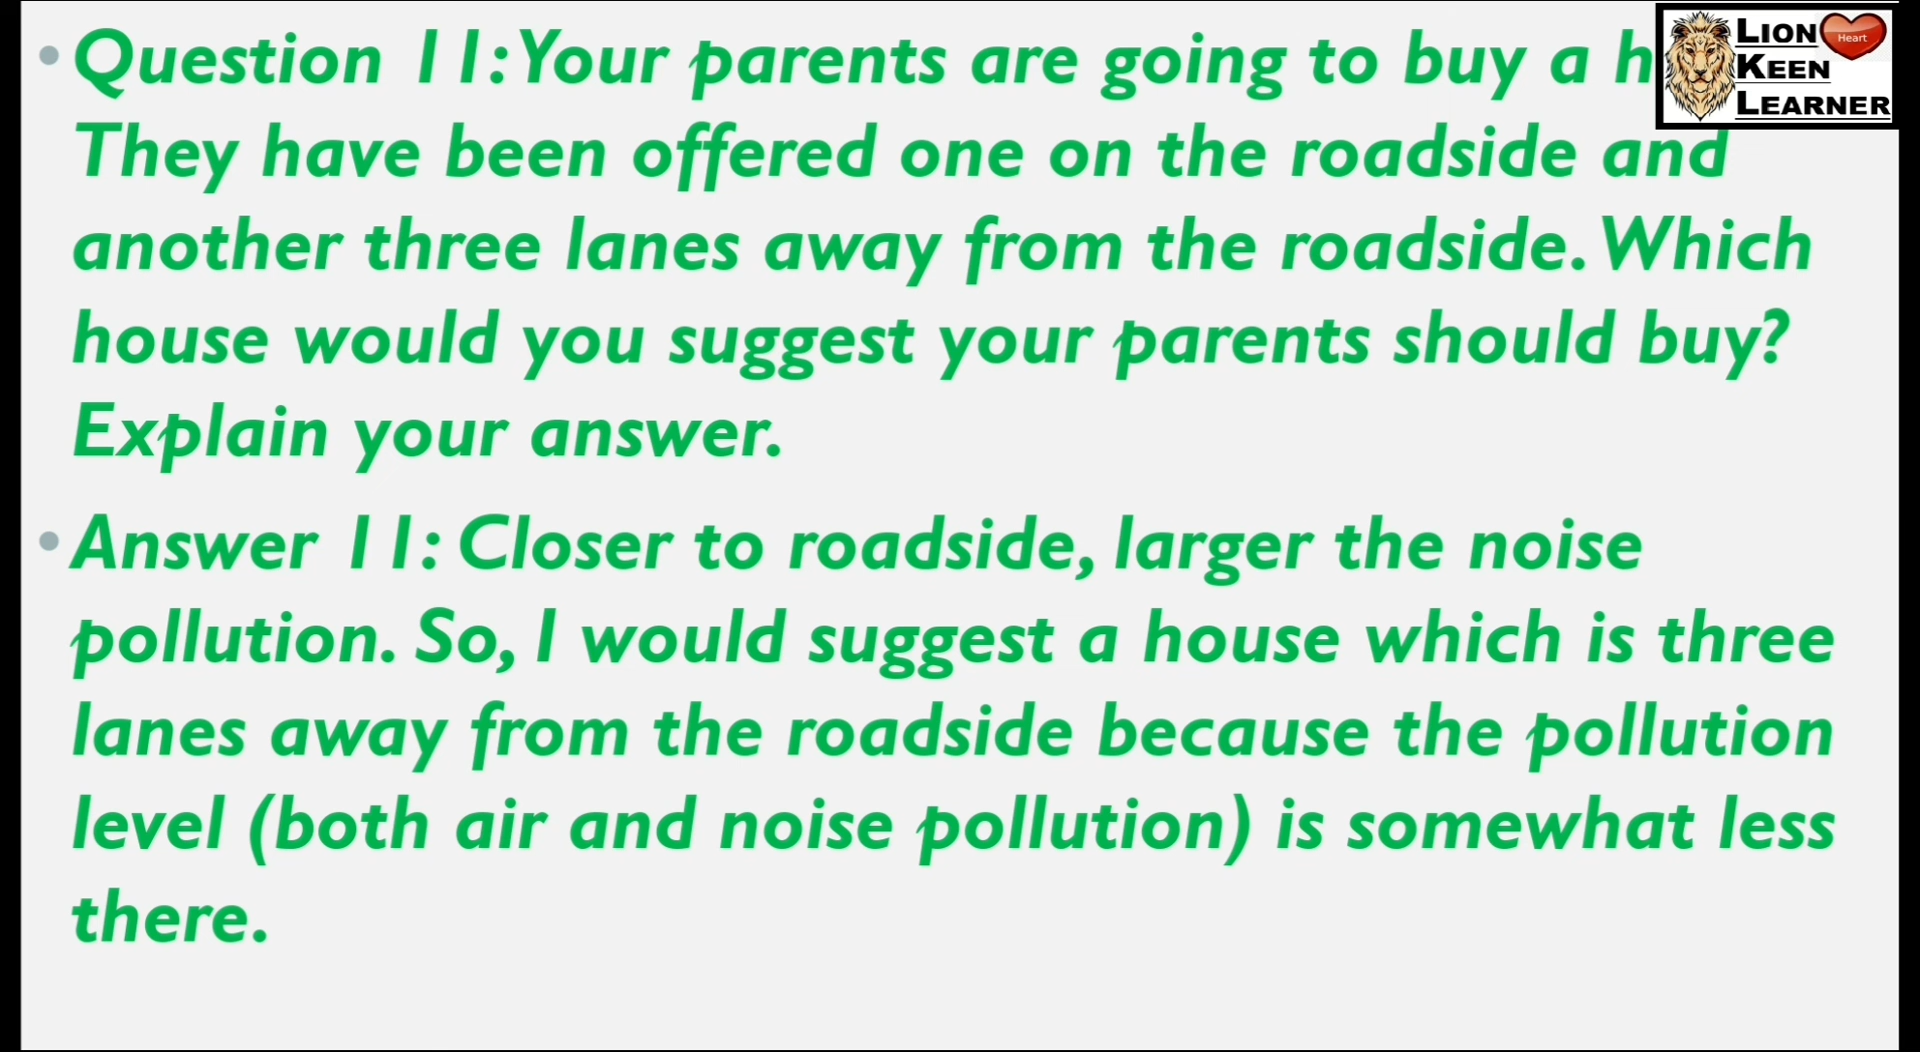 • Question 11: Your parents are going to buy a
They have been offered one on the roadside and
another three lanes away from the roadside. Which
house would you suggest your parents should buy?
Explain your answer.
• Answer 11: Closer to roadside, larger the noise
pollution. So, I would suggest a house which is three
lanes away from the roadside because the pollution
level (both air and noise pollution) is somewhat less
there.
LION Heart
KEEN
LEARNER